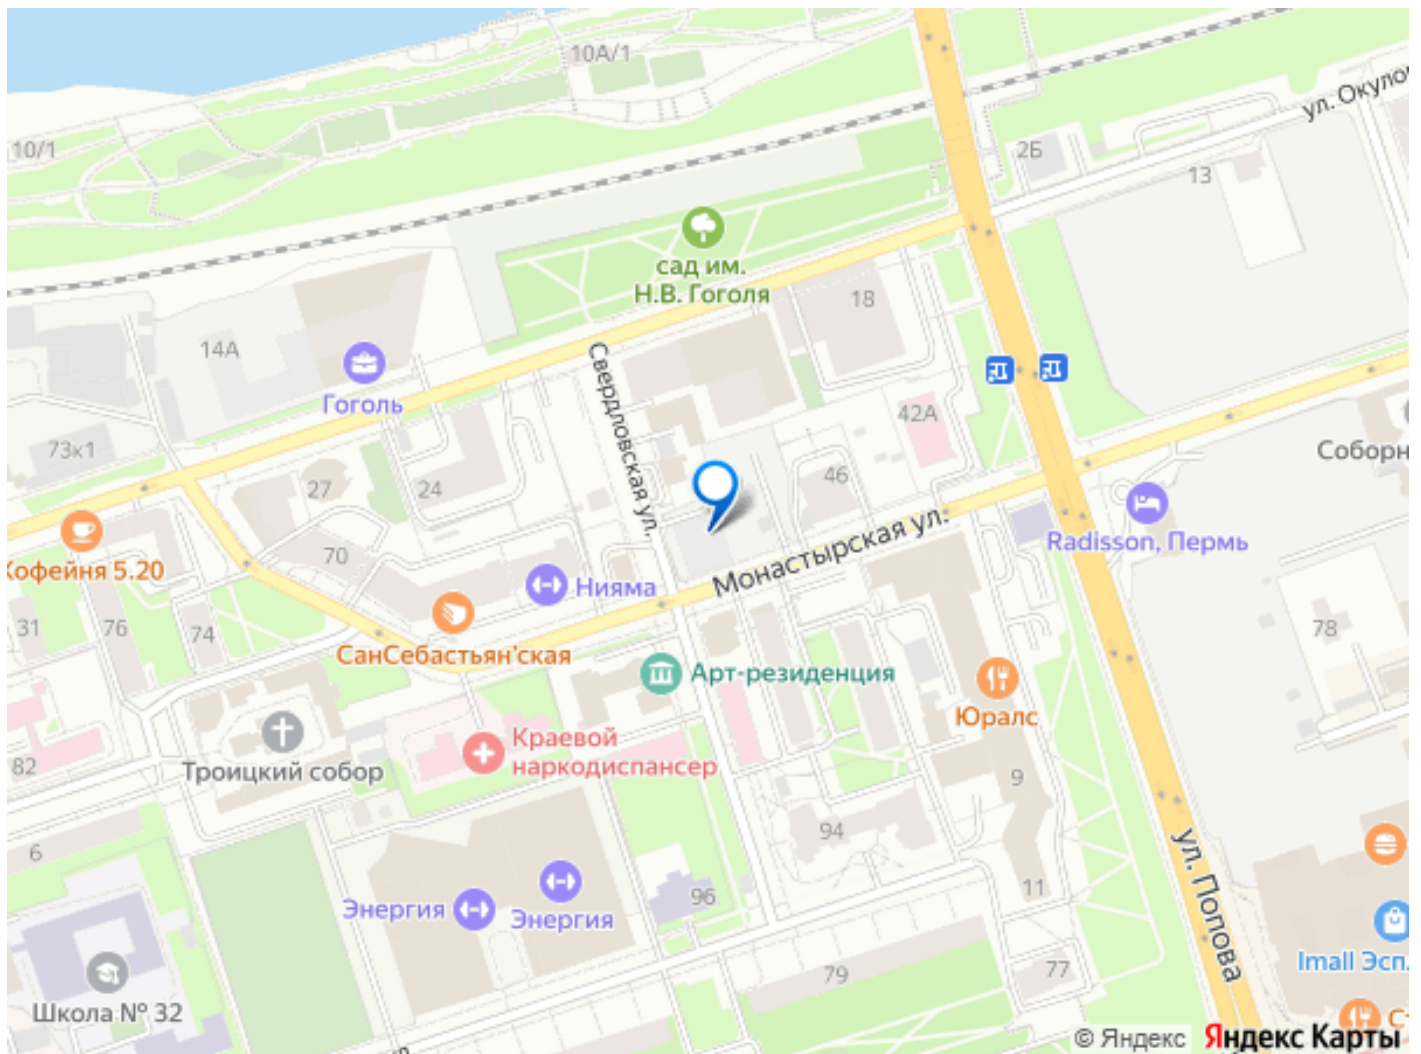 10А/1
10/1
2Б
ул. Окулов
13
сад им.
Н.В. Гоголя
18
14А
Гоголь
Свердловская ул.
42А
73к1
Соборн
27
24
46
Монастырская ул.
Radisson, Пермь
70
Кофейня 5.20
Нияма
31
76
74
СанСебастьян'ская
78
Арт-резиденция
Юралс
Краевой
наркодиспансер
82
Троицкий собор
9
94
6
ул. Попова
11
96
Энергия
Энергия
Imall Эсп.
77
79
Школа № 32
Ст
© Яндекс
Яндекс Карты